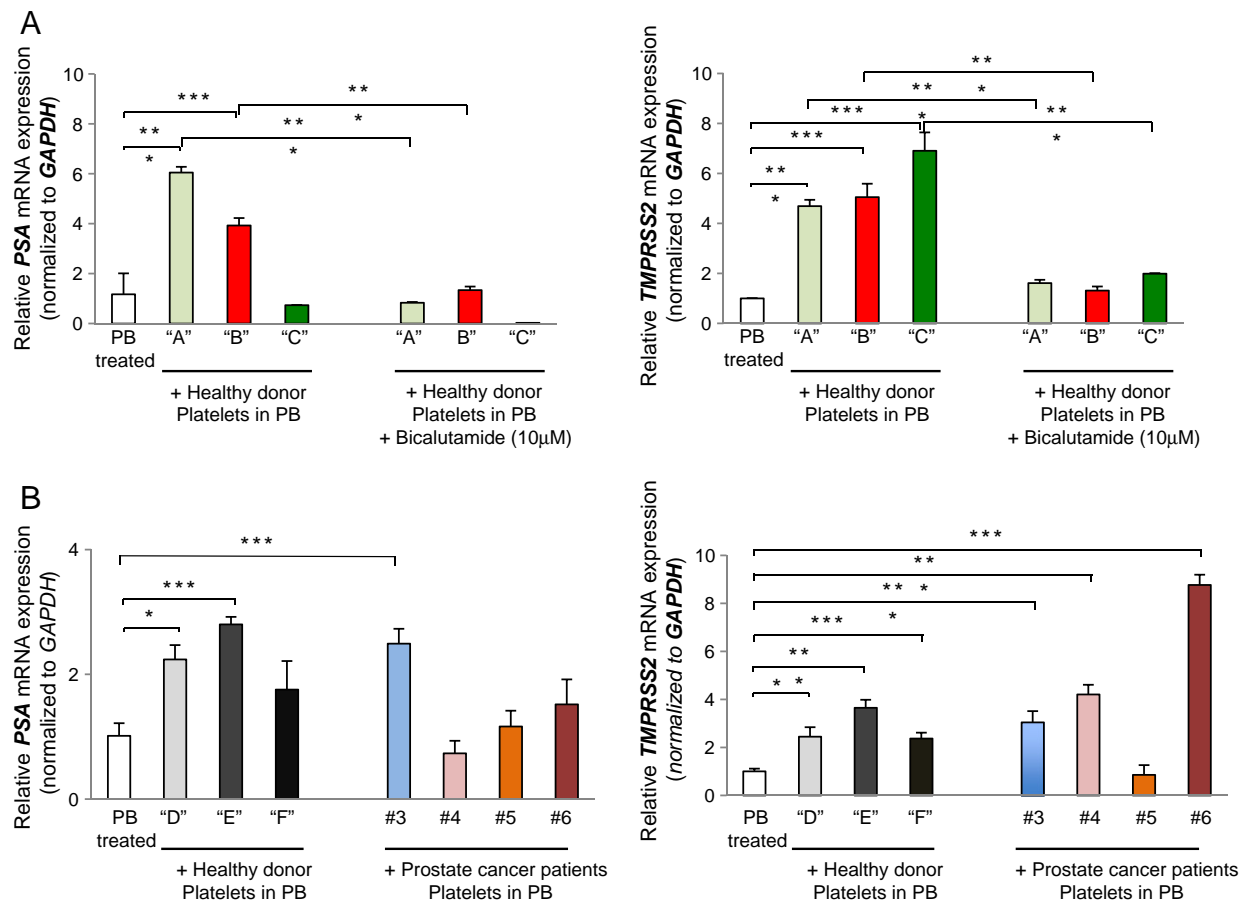 A
Relative PSA mRNA expression
(normalized to GAPDH)
10
8
6
4
2
0
***
**
*
**
*
**
*
PB
treated
“A”
“B”
“C”
“A”
B”
“C”
+ Healthy donor
Platelets in PB
+ Healthy donor
Platelets in PB
+ Bicalutamide (10μM)
Relative TMPRSS2 mRNA expression
(normalized to GAPDH)
10
8
6
4
2
0
**
**
*
***
*
**
*
***
**
*
PB
treated
“A”
“B”
“C”
“A”
“B”
“C”
+ Healthy donor
Platelets in PB
+ Healthy donor
Platelets in PB
+ Bicalutamide (10μM)
B
Relative PSA mRNA expression
(normalized to GAPDH)
4
2
0
***
***
*
PB
treated
“D”
“E”
“F”
#3
#4
#5
#6
+ Healthy donor
Platelets in PB
+ Prostate cancer patients
Platelets in PB
Relative TMPRSS2 mRNA expression
(normalized to GAPDH)
10
8
6
4
2
0
***
**
** *
*** *
**
* *
PB
treated
“D”
“E”
“F”
#3
#4
#5
#6
+ Healthy donor
Platelets in PB
+ Prostate cancer patients
Platelets in PB